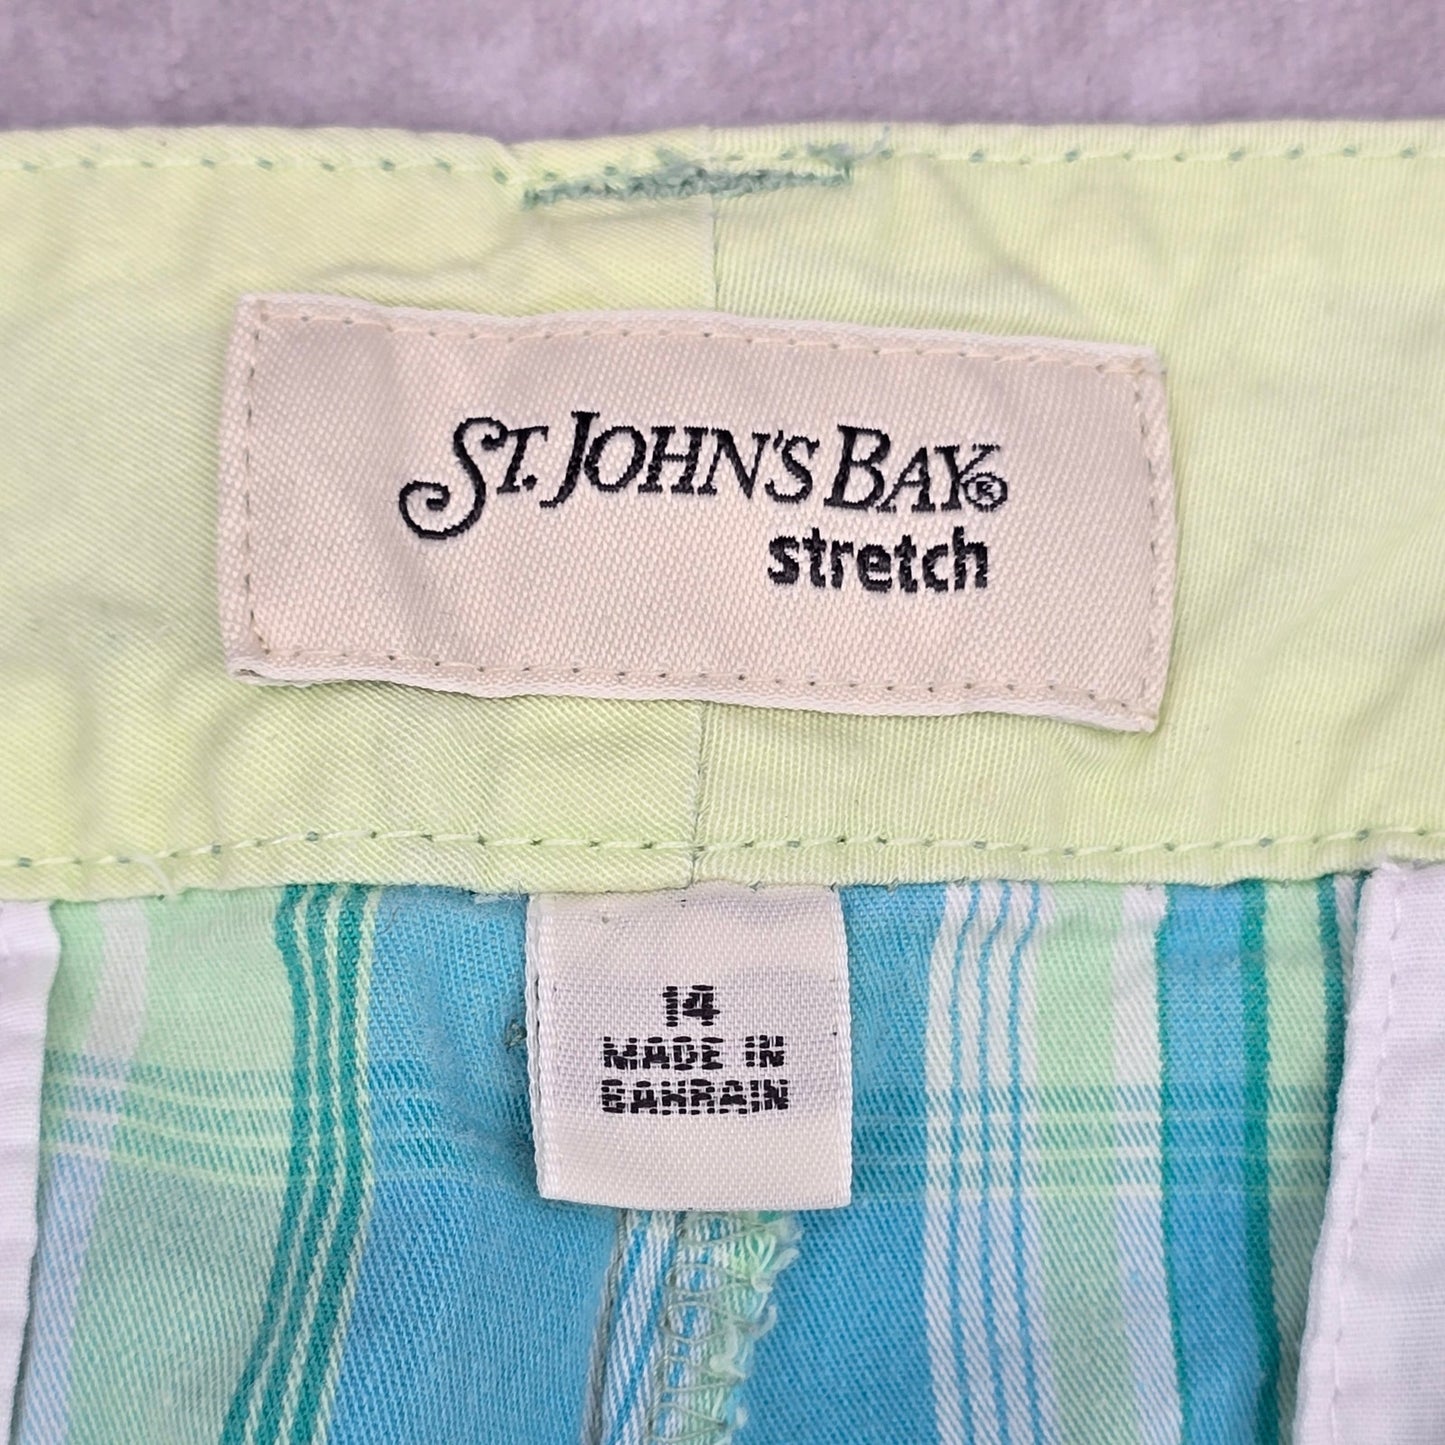 ST. JOHN'S BAY®
stretch
14
MADE IN
BAHRAIN